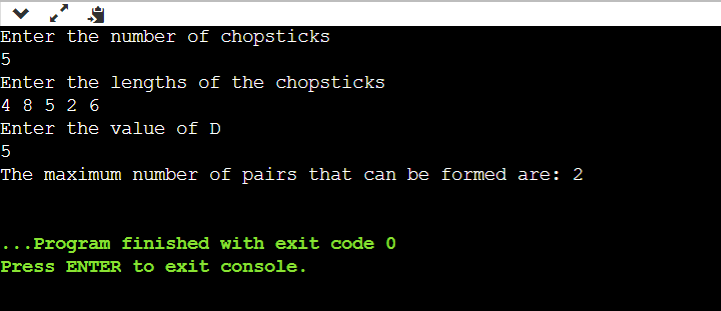 Enter the number of chopsticks
5
Enter the lengths of the chopsticks
4 8 5 2 6
Enter the value of D
5
The maximum number of pairs that can be formed are: 2
...Program finished with exit code 0
Press ENTER to exit console.